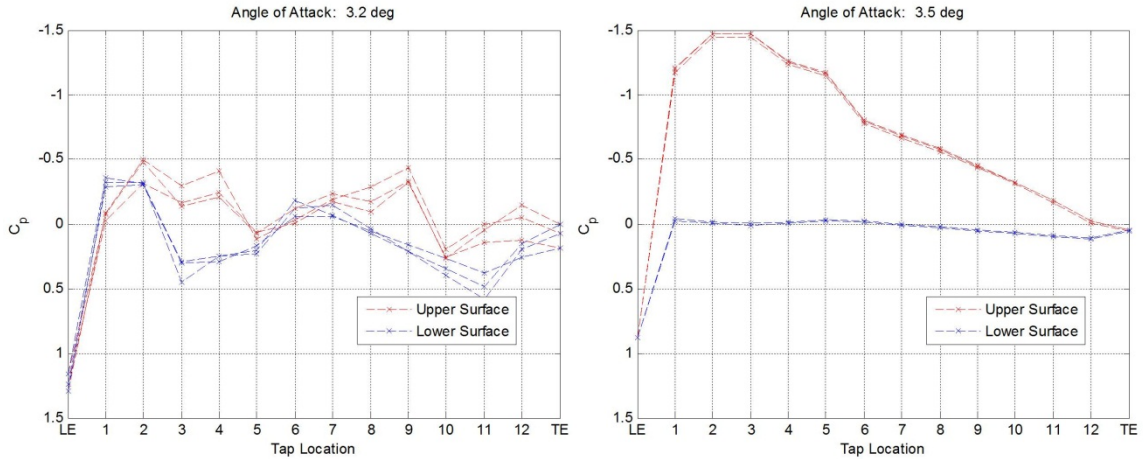 Angle of Attack: 3.2 deg
-1.5
-1
-0.5
0
0.5
1
1.5
C_p
Upper Surface
Lower Surface
LE 1 2 3 4 5 6 7 8 9 10 11 12 TE
Tap Location
Angle of Attack: 3.5 deg
-1.5
-1
-0.5
0
0.5
1
1.5
C_p
Upper Surface
Lower Surface
LE 1 2 3 4 5 6 7 8 9 10 11 12 TE
Tap Location